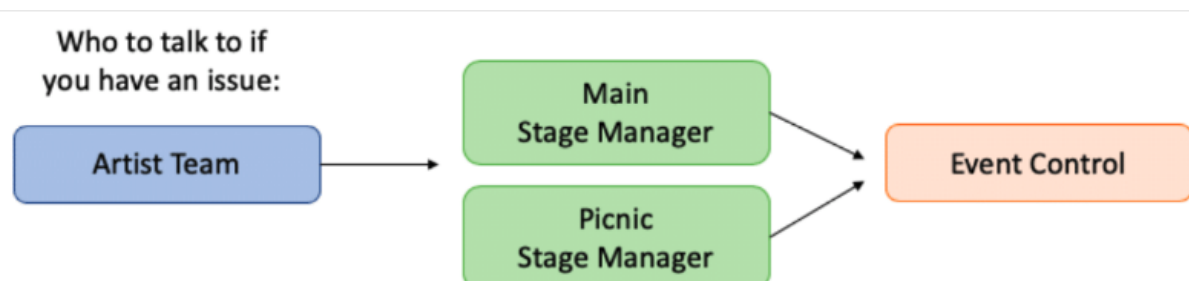 Who to talk to if
you have an issue:
Artist Team
Main
Stage Manager
Picnic
Stage Manager
Event Control